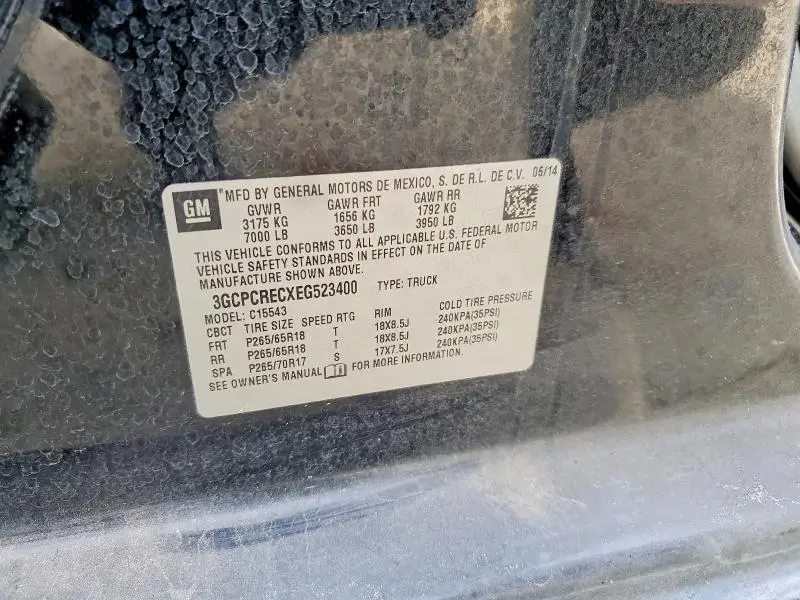 GM
"MFD BY GENERAL MOTORS DE MEXICO, S. DE R.L. DE C.V. 06/14
GVWR GAWR FRT GAWR RR
3175 KG 1656 KG 1792 KG
7000 LB 3650 LB 3950 LB
THIS VEHICLE CONFORMS TO ALL APPLICABLE U.S. FEDERAL MOTOR
VEHICLE SAFETY STANDARDS IN EFFECT ON THE DATE OF
MANUFACTURE SHOWN ABOVE.
3GCPCRECXEG523400 TYPE: TRUCK
MODEL: C15543
CBCT TIRE SIZE SPEED RTG RIM COLD TIRE PRESSURE
FRT P265/65R18 T 18X8.5J 240KPA(35PSI)
RR P265/65R18 T 18X8.5J 240KPA(35PSI)
SPA P265/70R17 S 17X7.5J 240KPA(35PSI)
SEE OWNER'S MANUAL i FOR MORE INFORMATION.